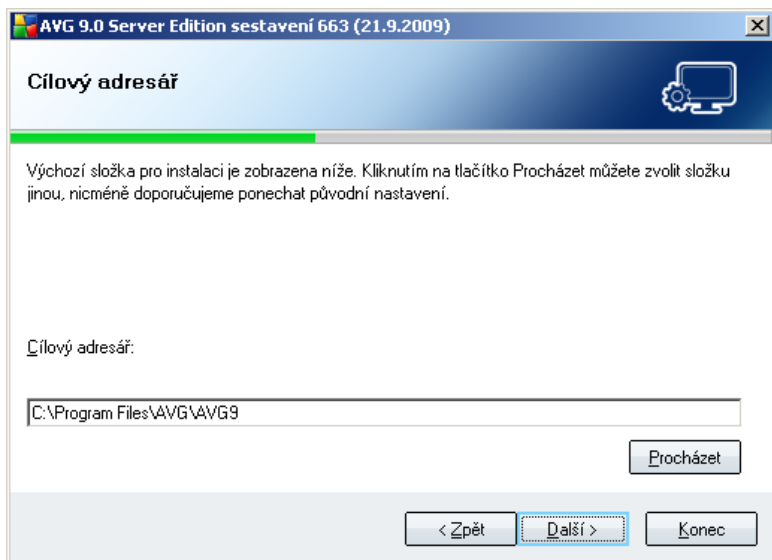 AVG 9.0 Server Edition sestavení 663 (21.9.2009)
Cílový adresář
Výchozí složka pro instalaci je zobrazena níže. Kliknutím na tlačítko Procházet můžete zvolit složku
jinou, nicméně doporučujeme ponechat původní nastavení.
Cílový adresář:
C:\Program Files\AVG\AVG9
Procházet
< Zpět
Další >
Konec